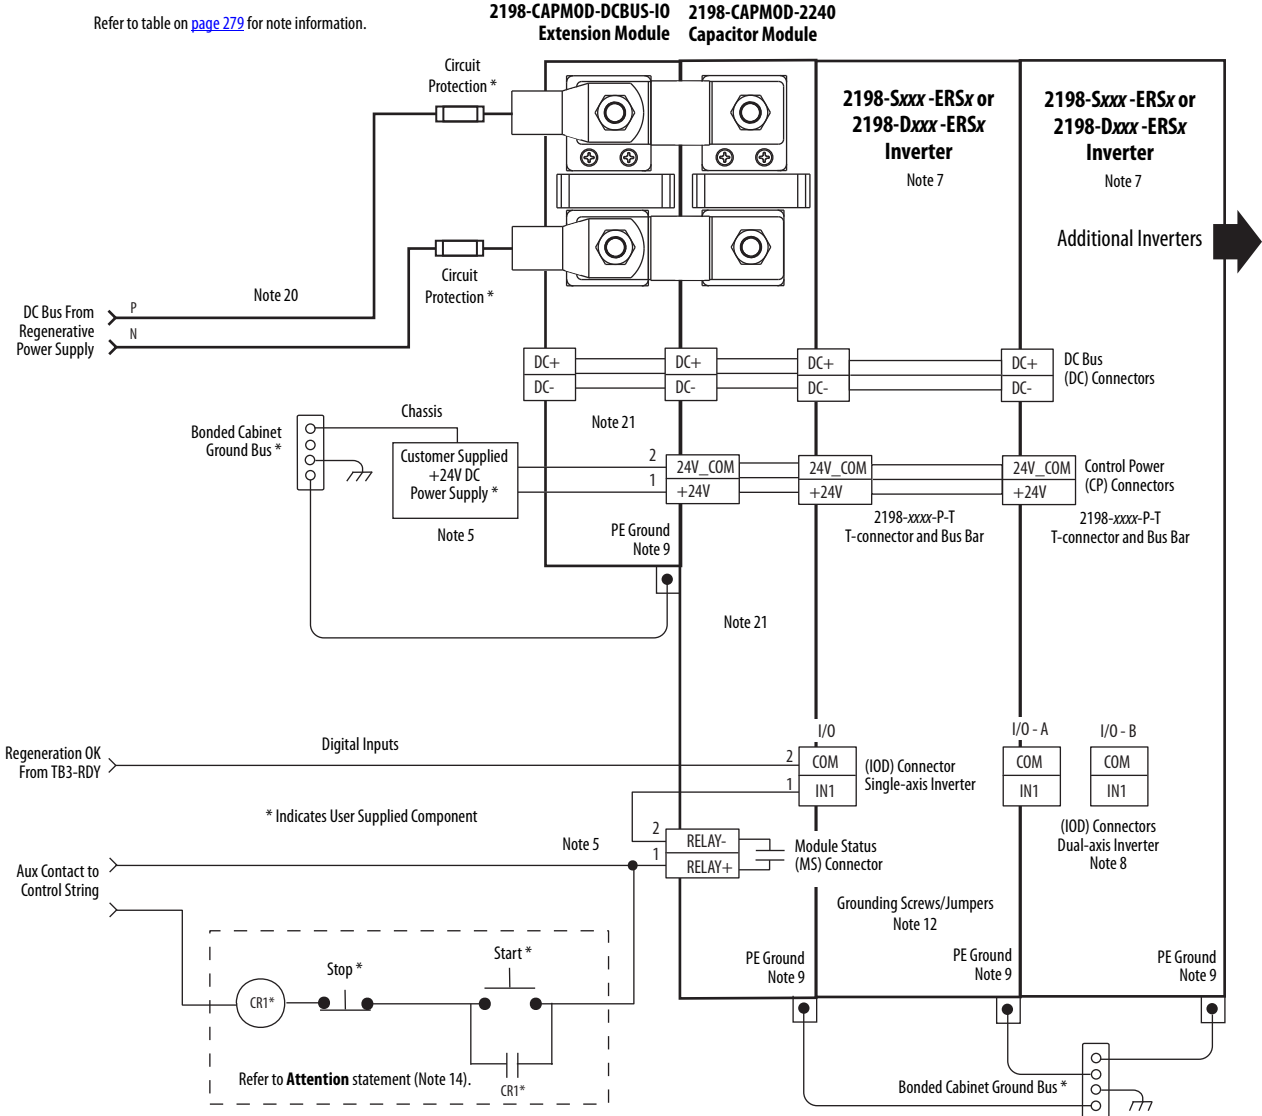 Refer to table on page 279 for note information.
2198-CAPMOD-DCBUS-IO
Extension Module
2198-CAPMOD-2240
Capacitor Module
Circuit
Protection *
2198-Sxxx -ERSx or
2198-Dxxx -ERSx
Inverter
Note 7
2198-Sxxx -ERSx or
2198-Dxxx -ERSx
Inverter
Note 7
Additional Inverters
Circuit
Protection *
Note 20
DC Bus From
Regenerative
Power Supply
P
N
DC+
DC-
DC+
DC-
DC+
DC-
DC+
DC-
DC Bus
(DC) Connectors
Note 21
Chassis
Bonded Cabinet
Ground Bus *
Customer Supplied
+24V DC
Power Supply *
Note 5
2
1
24V_COM
+24V
24V_COM
+24V
24V_COM
+24V
Control Power
(CP) Connectors
2198-xxxx-P-T
T-connector and Bus Bar
2198-xxxx-P-T
T-connector and Bus Bar
PE Ground
Note 9
Note 21
Regeneration OK
From TB3-RDY
Digital Inputs
I/O
2
1
COM
IN1
(IOD) Connector
Single-axis Inverter
I/O - A
COM
IN1
I/O - B
COM
IN1
(IOD) Connectors
Dual-axis Inverter
Note 8
* Indicates User Supplied Component
Note 5
2
1
RELAY-
RELAY+
Module Status
(MS) Connector
Aux Contact to
Control String
Grounding Screws/Jumpers
Note 12
PE Ground
Note 9
PE Ground
Note 9
PE Ground
Note 9
CR1*
Stop *
Start *
CR1*
Refer to Attention statement (Note 14).
Bonded Cabinet Ground Bus *